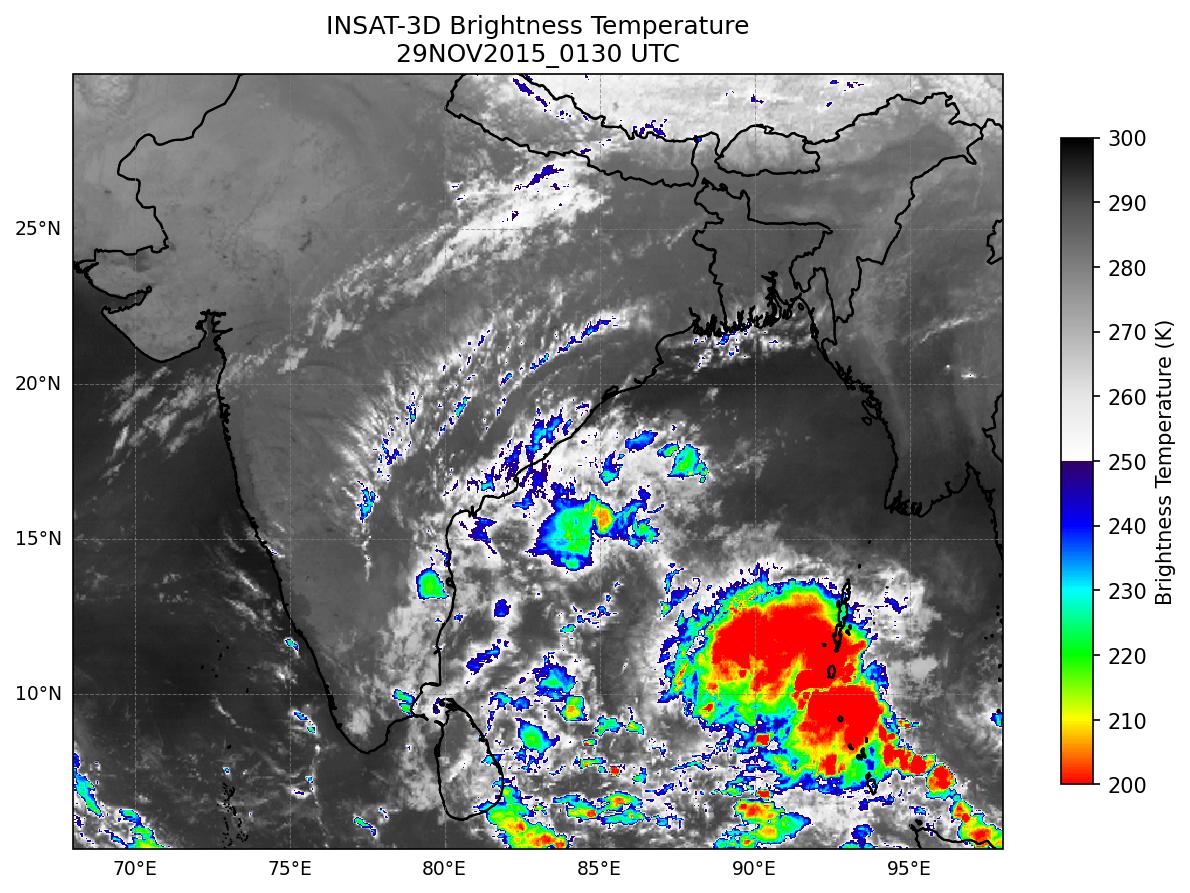 INSAT-3D Brightness Temperature
29NOV2015_0130 UTC
25°N
20°N
15°N
10°N
70°E
75°E
80°E
85°E
90°E
95°E
300
290
280
270
260
250
240
230
220
210
200
Brightness Temperature (K)